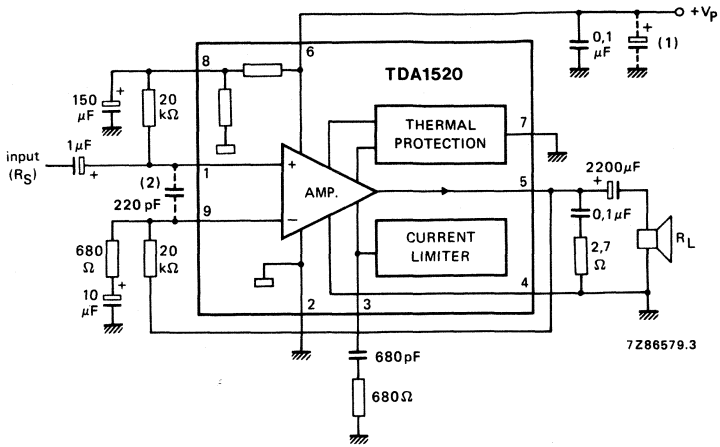 +VP
0,1
μF
+
(1)
8
6
TDA1520
150
μF
+
20
kΩ
THERMAL
PROTECTION
7
input
(RS)
1μF
+
1
+
AMP.
−
(2)
220 pF
9
5
2200μF
+
0,1μF
RL
680
Ω
20
kΩ
CURRENT
LIMITER
2,7
Ω
10
μF
+
2
3
4
680pF
680Ω
7Z86579.3